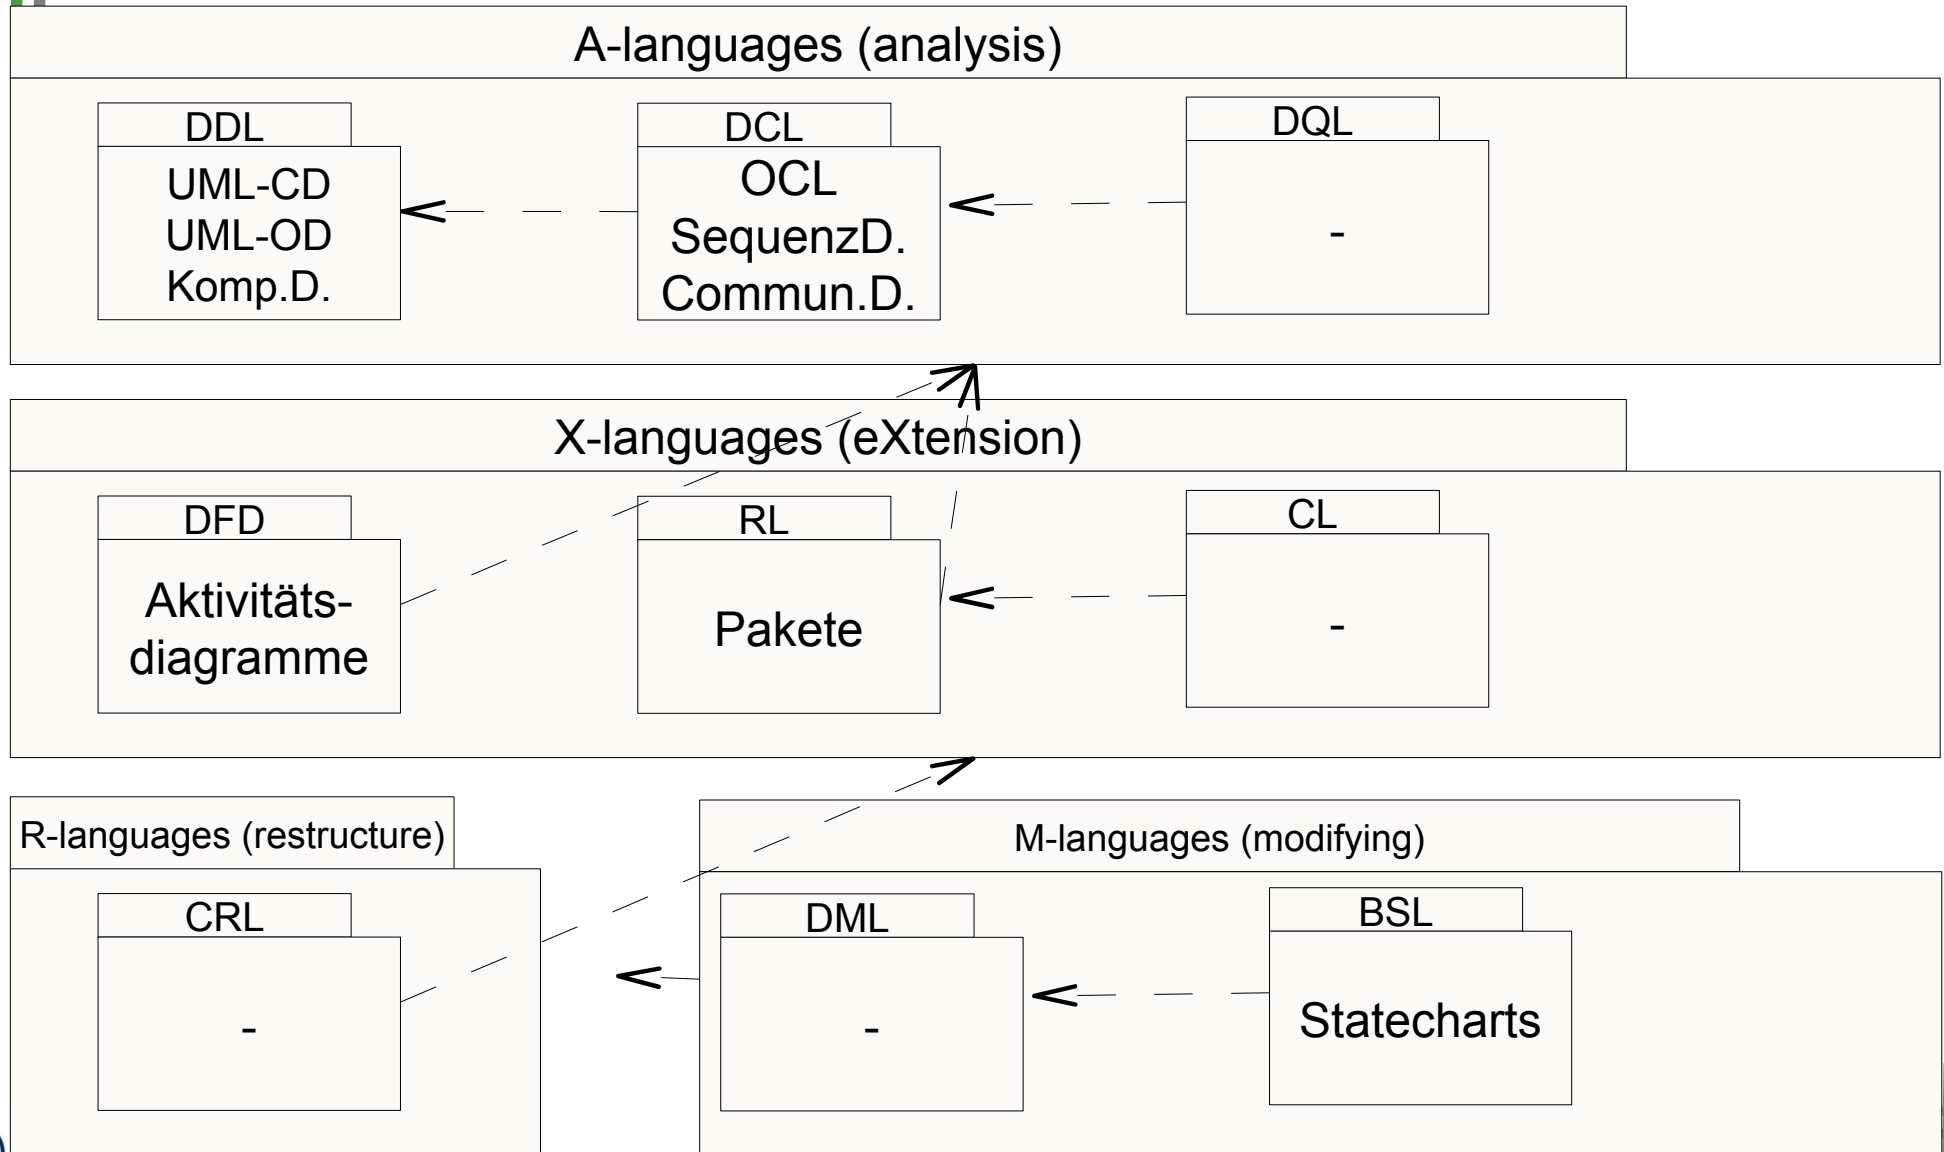 A-languages (analysis)
DDL
UML-CD
UML-OD
Komp.D.
DCL
OCL
SequenzD.
Commun.D.
DQL
-
X-languages (eXtension)
DFD
Aktivitäts-
diagramme
RL
Pakete
CL
-
R-languages (restructure)
CRL
-
M-languages (modifying)
DML
-
BSL
Statecharts